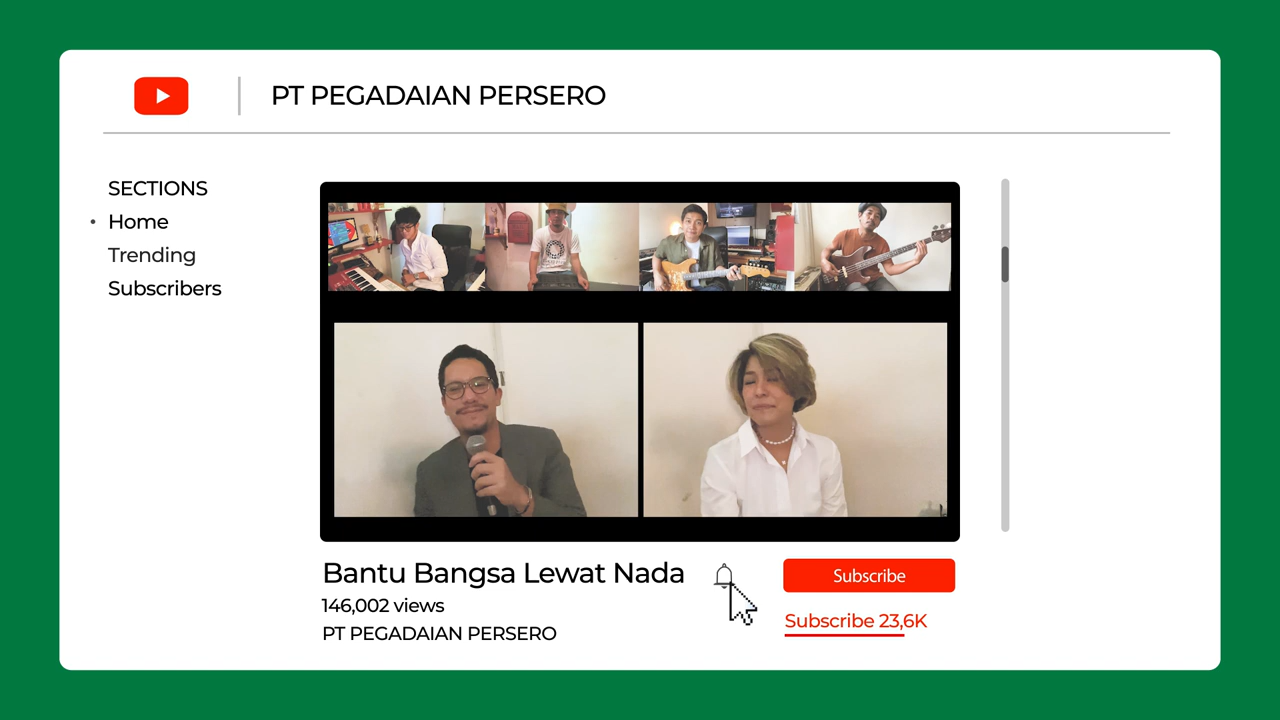 PT PEGADAIAN PERSERO
SECTIONS
Home
Trending
Subscribers
Bantu Bangsa Lewat Nada
146,002 views
PT PEGADAIAN PERSERO
Subscribe
Subscribe 23,6K